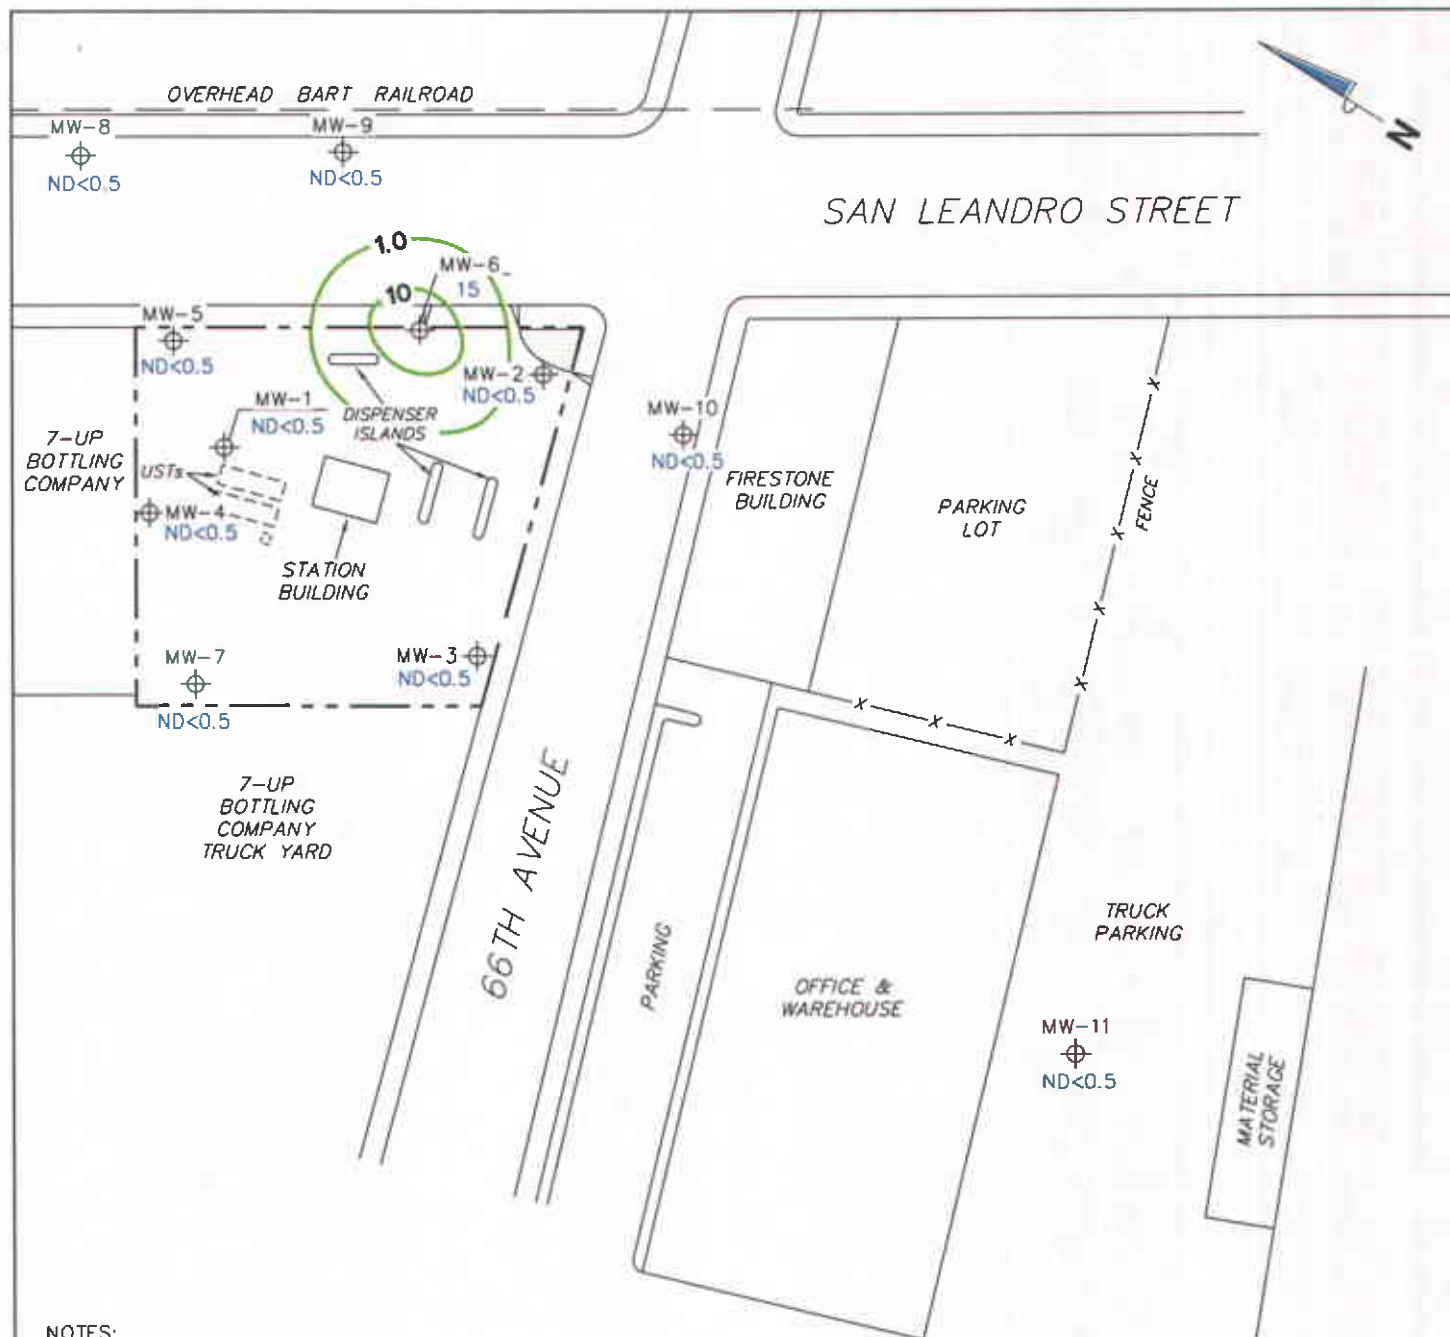 OVERHEAD BART RAILROAD
MW-8
ND<0.5
MW-9
ND<0.5
N
SAN LEANDRO STREET
1.0
10
MW-6
15
MW-5
ND<0.5
MW-2
ND<0.5
MW-1
ND<0.5
DISPENSER
ISLANDS
MW-10
ND<0.5
7-UP
BOTTLING
COMPANY
USTs
MW-4
ND<0.5
STATION
BUILDING
FIRESTONE
BUILDING
PARKING
LOT
FENCE
x
x
x
x
x
x
x
x
MW-7
ND<0.5
MW-3
ND<0.5
7-UP
BOTTLING
COMPANY
TRUCK YARD
66TH AVENUE
PARKING
OFFICE &
WAREHOUSE
TRUCK
PARKING
MW-11
ND<0.5
MATERIAL
STORAGE
NOTES: